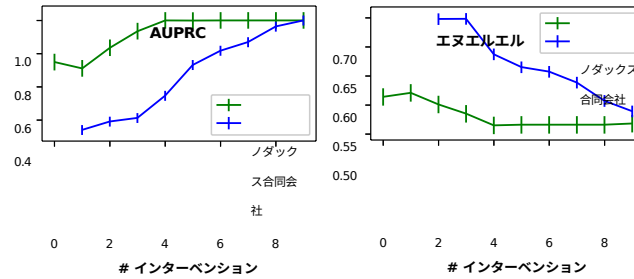 AUPRC
1.0
0.8
0.6
0.4
ノダック
ス合同会
社
0 2 4 6 8
# インターベンション
エヌエルエル
0.70
0.65
0.60
0.55
0.50
ノダックス
合同会社
0 2 4 6 8
# インターベンション